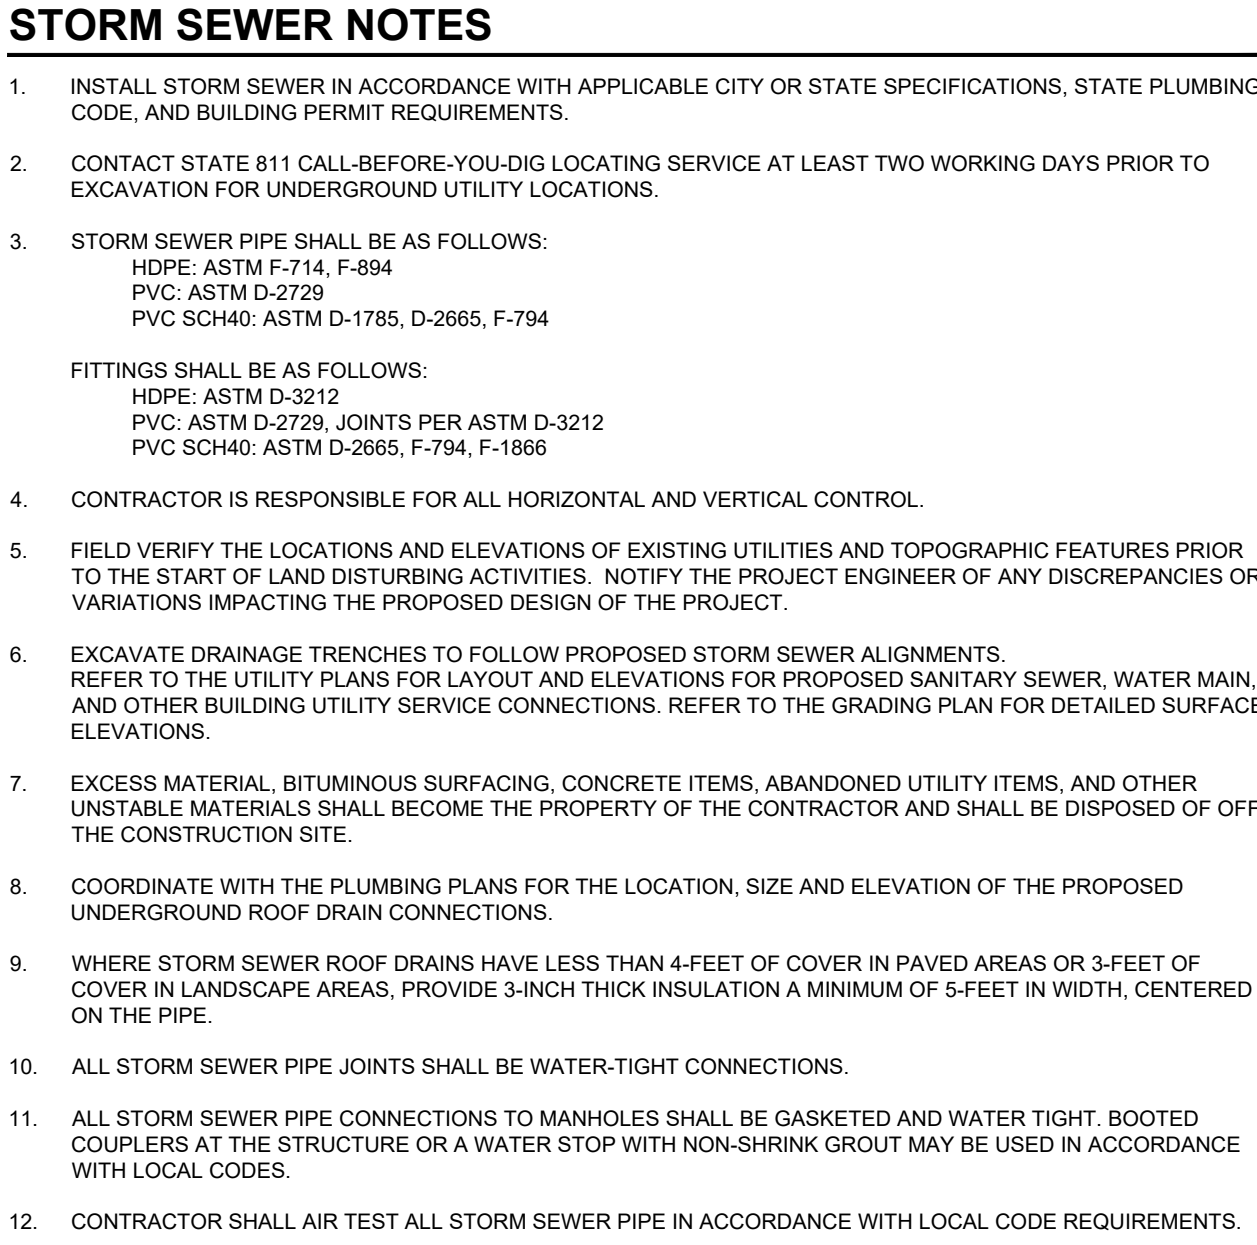 STORM SEWER NOTES
1. INSTALL STORM SEWER IN ACCORDANCE WITH APPLICABLE CITY OR STATE SPECIFICATIONS, STATE PLUMBING
CODE, AND BUILDING PERMIT REQUIREMENTS.
2. CONTACT STATE 811 CALL-BEFORE-YOU-DIG LOCATING SERVICE AT LEAST TWO WORKING DAYS PRIOR TO
EXCAVATION FOR UNDERGROUND UTILITY LOCATIONS.
3. STORM SEWER PIPE SHALL BE AS FOLLOWS:
HDPE: ASTM F-714, F-894
PVC: ASTM D-2729
PVC SCH40: ASTM D-1785, D-2665, F-794
FITTINGS SHALL BE AS FOLLOWS:
HDPE: ASTM D-3212
PVC: ASTM D-2729, JOINTS PER ASTM D-3212
PVC SCH40: ASTM D-2665, F-794, F-1866
4. CONTRACTOR IS RESPONSIBLE FOR ALL HORIZONTAL AND VERTICAL CONTROL.
5. FIELD VERIFY THE LOCATIONS AND ELEVATIONS OF EXISTING UTILITIES AND TOPOGRAPHIC FEATURES PRIOR
TO THE START OF LAND DISTURBING ACTIVITIES. NOTIFY THE PROJECT ENGINEER OF ANY DISCREPANCIES OR
VARIATIONS IMPACTING THE PROPOSED DESIGN OF THE PROJECT.
6. EXCAVATE DRAINAGE TRENCHES TO FOLLOW PROPOSED STORM SEWER ALIGNMENTS.
REFER TO THE UTILITY PLANS FOR LAYOUT AND ELEVATIONS FOR PROPOSED SANITARY SEWER, WATER MAIN,
AND OTHER BUILDING UTILITY SERVICE CONNECTIONS. REFER TO THE GRADING PLAN FOR DETAILED SURFACE
ELEVATIONS.
7. EXCESS MATERIAL, BITUMINOUS SURFACING, CONCRETE ITEMS, ABANDONED UTILITY ITEMS, AND OTHER
UNSTABLE MATERIALS SHALL BECOME THE PROPERTY OF THE CONTRACTOR AND SHALL BE DISPOSED OF OFF
THE CONSTRUCTION SITE.
8. COORDINATE WITH THE PLUMBING PLANS FOR THE LOCATION, SIZE AND ELEVATION OF THE PROPOSED
UNDERGROUND ROOF DRAIN CONNECTIONS.
9. WHERE STORM SEWER ROOF DRAINS HAVE LESS THAN 4-FEET OF COVER IN PAVED AREAS OR 3-FEET OF
COVER IN LANDSCAPE AREAS, PROVIDE 3-INCH THICK INSULATION A MINIMUM OF 5-FEET IN WIDTH, CENTERED
ON THE PIPE.
10. ALL STORM SEWER PIPE JOINTS SHALL BE WATER-TIGHT CONNECTIONS.
11. ALL STORM SEWER PIPE CONNECTIONS TO MANHOLES SHALL BE GASKETED AND WATER TIGHT. BOOTED
COUPLERS AT THE STRUCTURE OR A WATER STOP WITH NON-SHRINK GROUT MAY BE USED IN ACCORDANCE
WITH LOCAL CODES.
12. CONTRACTOR SHALL AIR TEST ALL STORM SEWER PIPE IN ACCORDANCE WITH LOCAL CODE REQUIREMENTS.